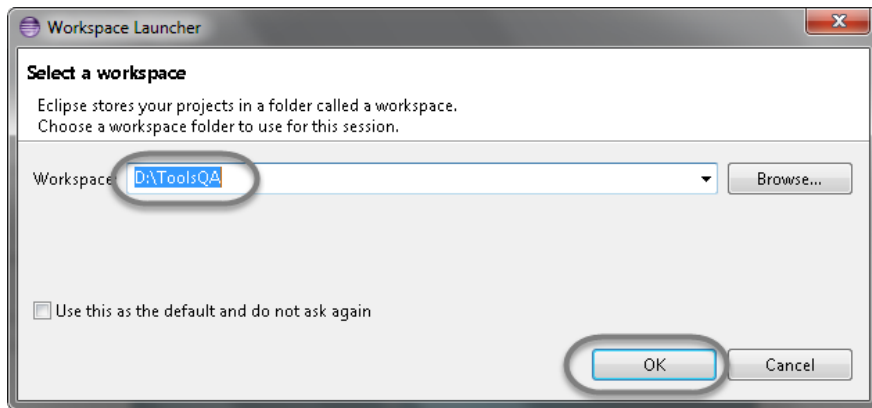 Workspace Launcher
Select a workspace
Eclipse stores your projects in a folder called a workspace.
Choose a workspace folder to use for this session.
Workspace D:\ToolsQA Browse...
Use this as the default and do not ask again
OK Cancel